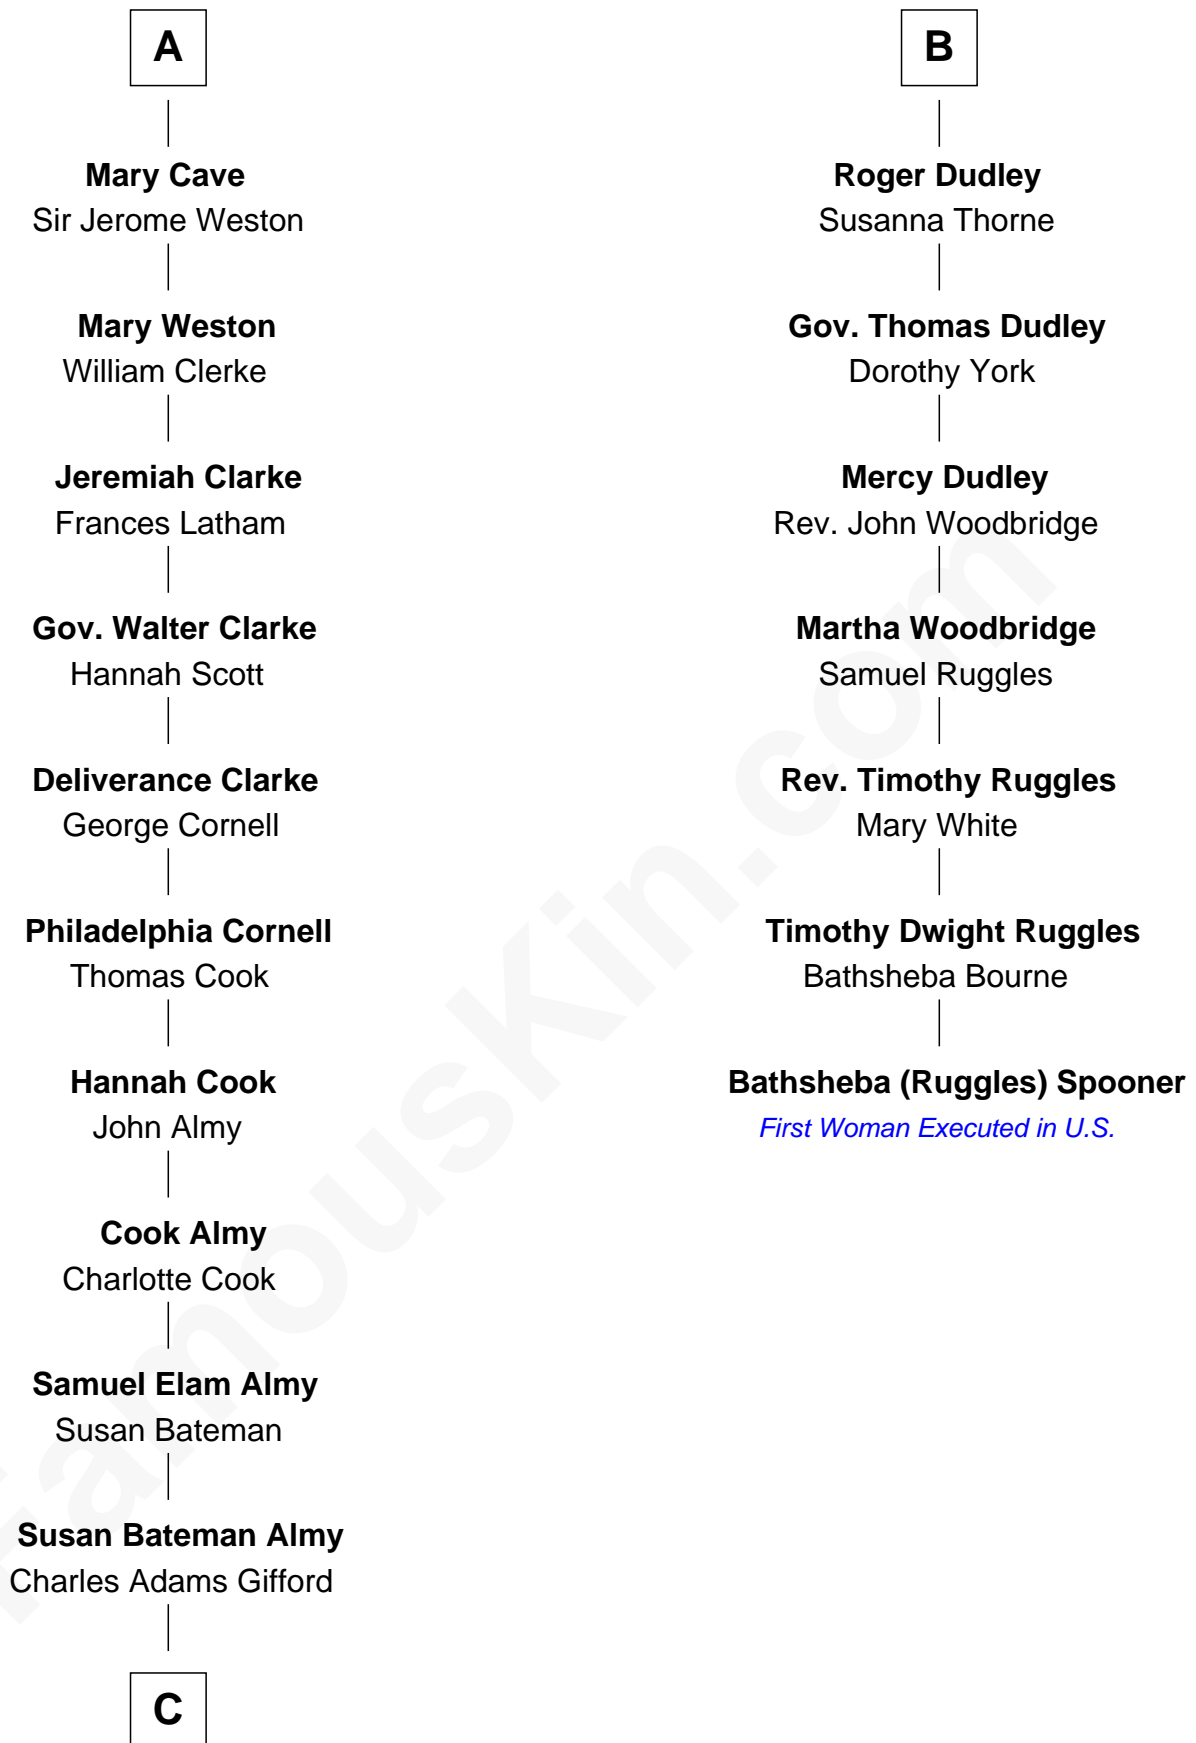 A
Mary Cave
Sir Jerome Weston
Mary Weston
William Clerke
Jeremiah Clarke
Frances Latham
Gov. Walter Clarke
Hannah Scott
Deliverance Clarke
George Cornell
Philadelphia Cornell
Thomas Cook
Hannah Cook
John Almy
Cook Almy
Charlotte Cook
Samuel Elam Almy
Susan Bateman
Susan Bateman Almy
Charles Adams Gifford
C
B
Roger Dudley
Susanna Thorne
Gov. Thomas Dudley
Dorothy York
Mercy Dudley
Rev. John Woodbridge
Martha Woodbridge
Samuel Ruggles
Rev. Timothy Ruggles
Mary White
Timothy Dwight Ruggles
Bathsheba Bourne
Bathsheba (Ruggles) Spooner
First Woman Executed in U.S.
FamousKin.com